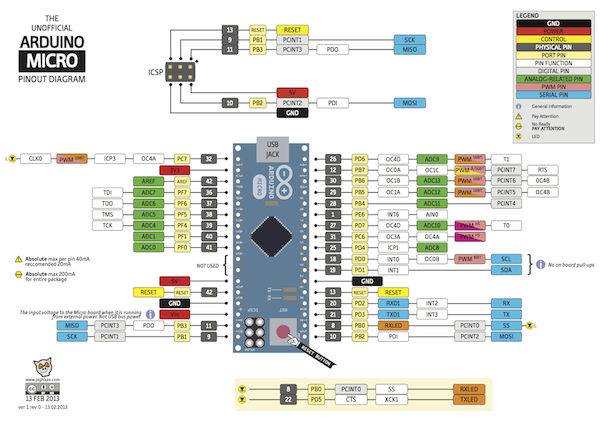 THE
UNOFFICIAL
ARDUINO
MICRO
PINOUT DIAGRAM
13 RESET RESET
9 PB1 PCINT1 SCK
11 PB3 PCINT3 PDO MISO
ICSP
5V
10 PB2 PCINT2 PDI MOSI
GND
LEGEND
GND
POWER
CONTROL
PHYSICAL PIN
PORT PIN
PIN FUNCTION
DIGITAL PIN
ANALOG-RELATED PIN
PWM PIN
SERIAL PIN
General Information
Pay Attention
No Really
PAY ATTENTION
LED
USB
JACK
ARDUINO
MICRO
CLK0 PWM ICP3 OC4A PC7 32
3V3
AREF AREF 42
TDI ADC7 PF7 36
TDO ADC6 PF6 37
TMS ADC5 PF5 38
TCK ADC4 PF4 39
ADC1 PF1 40
ADC0 PF0 41
NOT USED
5V
RESET RESET 42
GND
Vin
MISO PCINT3 PDO PB3 11
SCK PCINT1 PB1 9
26 PD6 OC4D ADC9 PWM T1
12 PB7 OC0A OC1C PWM PCINT7 RTS
30 PB6 OC1B ADC13 PWM PCINT6 OC4B
29 PB5 OC1A ADC12 PWM PCINT5 OC4B
28 PB4 ADC11 PCINT4
1 PE6 INT6 AIN0
27 PD7 OC4D ADC10 PWM T0
31 PC6 OC3A OC4A PWM
25 PD4 ICP1 ADC8
18 PD0 INT0 OC0B PWM SCL
19 PD1 INT1 SDA
No on board pull-ups
GND
13 RESET
20 PD2 RXD1 INT2 RX
21 PD3 TXD1 INT3 TX
8 PB0 RXLED PCINT0 SS
10 PB2 PDI PCINT2 MOSI
RST
RESET BUTTON
Absolute max per pin 40mA
reccomended 20mA
Absolute max 200mA
for entire package
The input voltage to the Micro board when it is running
from external power. Not USB bus power.
www.pighixxx.com
13 FEB 2013
ver 1 rev 0 - 13.02.2013
8 PB0 PCINT0 SS RXLED
22 PD5 CTS XCK1 TXLED